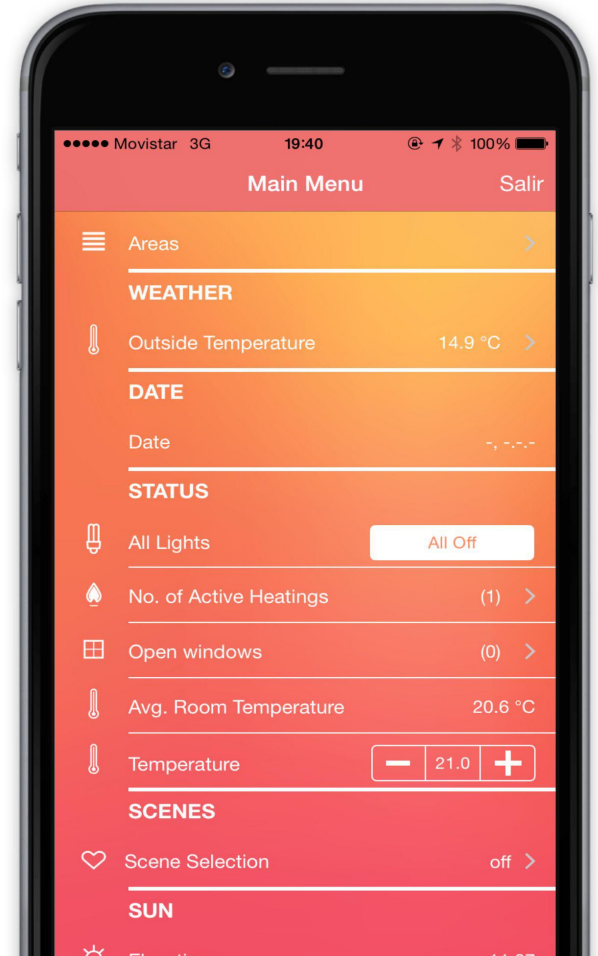 Movistar 3G 19:40 100%
Main Menu Salir
Areas
WEATHER
Outside Temperature 14.9 °C
DATE
Date -, -.-.-
STATUS
All Lights All Off
No. of Active Heatings (1)
Open windows (0)
Avg. Room Temperature 20.6 °C
Temperature 21.0
SCENES
Scene Selection off
SUN